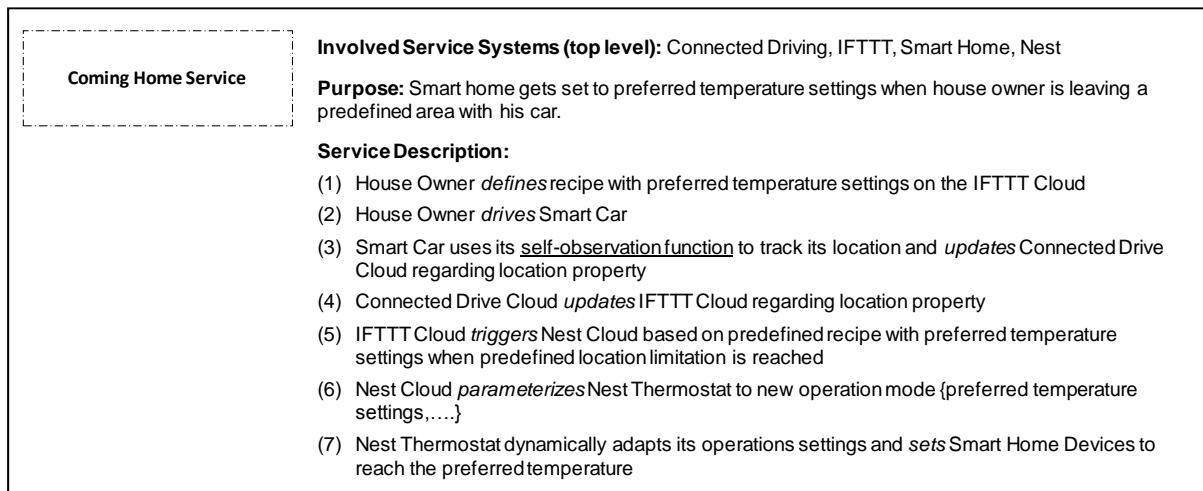 Coming Home Service
Involved Service Systems (top level): Connected Driving, IFTTT, Smart Home, Nest
Purpose: Smart home gets set to preferred temperature settings when house owner is leaving a
predefined area with his car.
Service Description:
(1) House Owner defines recipe with preferred temperature settings on the IFTTT Cloud
(2) House Owner drives Smart Car
(3) Smart Car uses its self-observation function to track its location and updates Connected Drive
Cloud regarding location property
(4) Connected Drive Cloud updates IFTTT Cloud regarding location property
(5) IFTTT Cloud triggers Nest Cloud based on predefined recipe with preferred temperature
settings when predefined location limitation is reached
(6) Nest Cloud parameterizes Nest Thermostat to new operation mode {preferred temperature
settings,….}
(7) Nest Thermostat dynamically adapts its operations settings and sets Smart Home Devices to
reach the preferred temperature